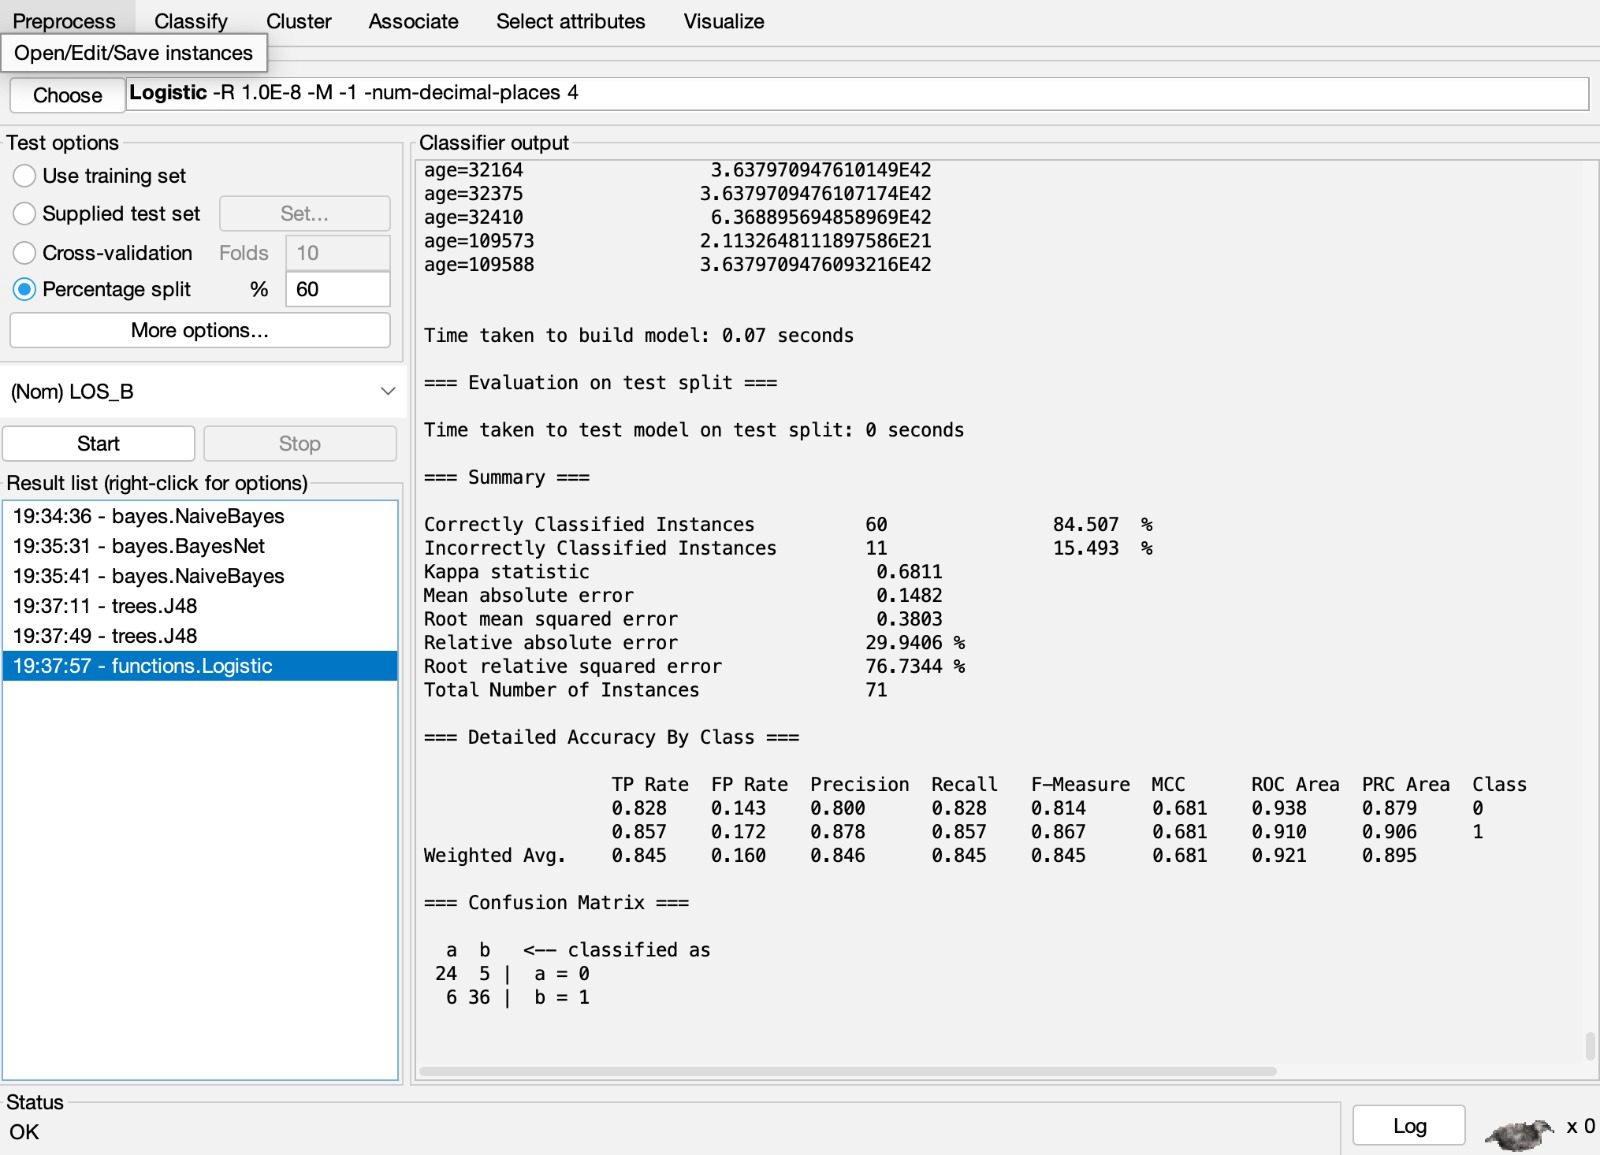 Preprocess Classify Cluster Associate Select attributes Visualize
Open/Edit/Save instances
Choose Logistic -R 1.0E-8 -M -1 -num-decimal-places 4
Test options
Use training set
Supplied test set Set...
Cross-validation Folds 10
Percentage split % 60
More options...
(Nom) LOS_B
Start Stop
Result list (right-click for options)
19:34:36 - bayes.NaiveBayes
19:35:31 - bayes.BayesNet
19:35:41 - bayes.NaiveBayes
19:37:11 - trees.J48
19:37:49 - trees.J48
19:37:57 - functions.Logistic
Classifier output
age=32164 3.637970947610149E42
age=32375 3.6379709476107174E42
age=32410 6.368895694858969E42
age=109573 2.1132648111897586E21
age=109588 3.6379709476093216E42
Time taken to build model: 0.07 seconds
=== Evaluation on test split ===
Time taken to test model on test split: 0 seconds
=== Summary ===
Correctly Classified Instances 60 84.507 %
Incorrectly Classified Instances 11 15.493 %
Kappa statistic 0.6811
Mean absolute error 0.1482
Root mean squared error 0.3803
Relative absolute error 29.9406 %
Root relative squared error 76.7344 %
Total Number of Instances 71
=== Detailed Accuracy By Class ===
TP Rate FP Rate Precision Recall F-Measure MCC ROC Area PRC Area Class
0.828 0.143 0.800 0.828 0.814 0.681 0.938 0.879 0
0.857 0.172 0.878 0.857 0.867 0.681 0.910 0.906 1
Weighted Avg. 0.845 0.160 0.846 0.845 0.845 0.681 0.921 0.895
=== Confusion Matrix ===
a b <-- classified as
24 5 | a = 0
6 36 | b = 1
Status
OK
Log x 0